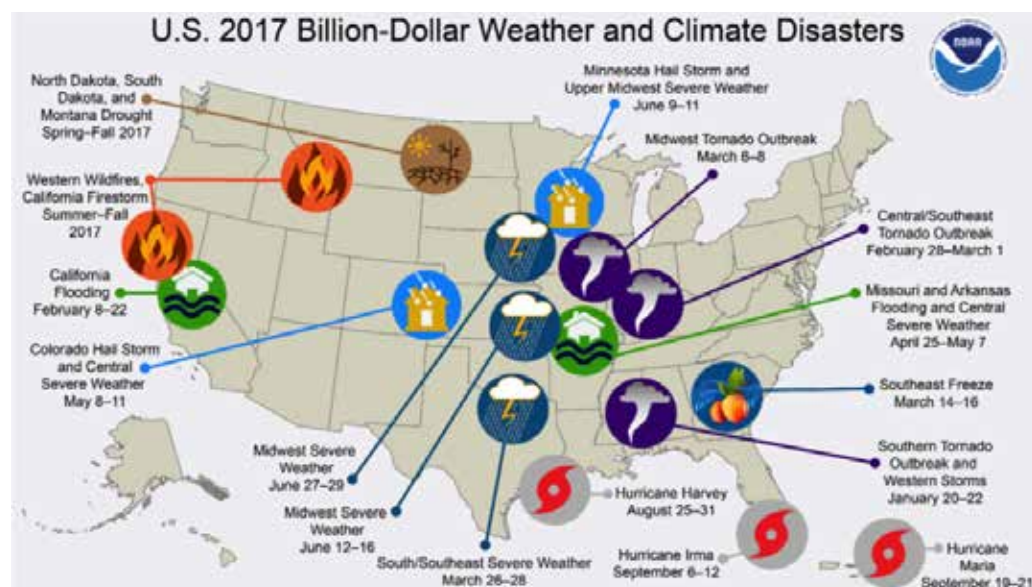 U.S. 2017 Billion-Dollar Weather and Climate Disasters
NOAA
North Dakota, South
Dakota, and
Montana Drought
Spring–Fall 2017
Western Wildfires,
California Firestorm
Summer–Fall
2017
California
Flooding
February 8–22
Colorado Hail Storm
and Central
Severe Weather
May 8–11
Midwest Severe
Weather
June 27–29
Midwest Severe
Weather
June 12–16
South/Southeast Severe Weather
March 26–28
Minnesota Hail Storm and
Upper Midwest Severe Weather
June 9–11
Midwest Tornado Outbreak
March 6–8
Central/Southeast
Tornado Outbreak
February 28–March 1
Missouri and Arkansas
Flooding and Central
Severe Weather
April 25–May 7
Southeast Freeze
March 14–16
Southern Tornado
Outbreak and
Western Storms
January 20–22
Hurricane Harvey
August 25–31
Hurricane Irma
September 6–12
Hurricane
Maria
September 19–21